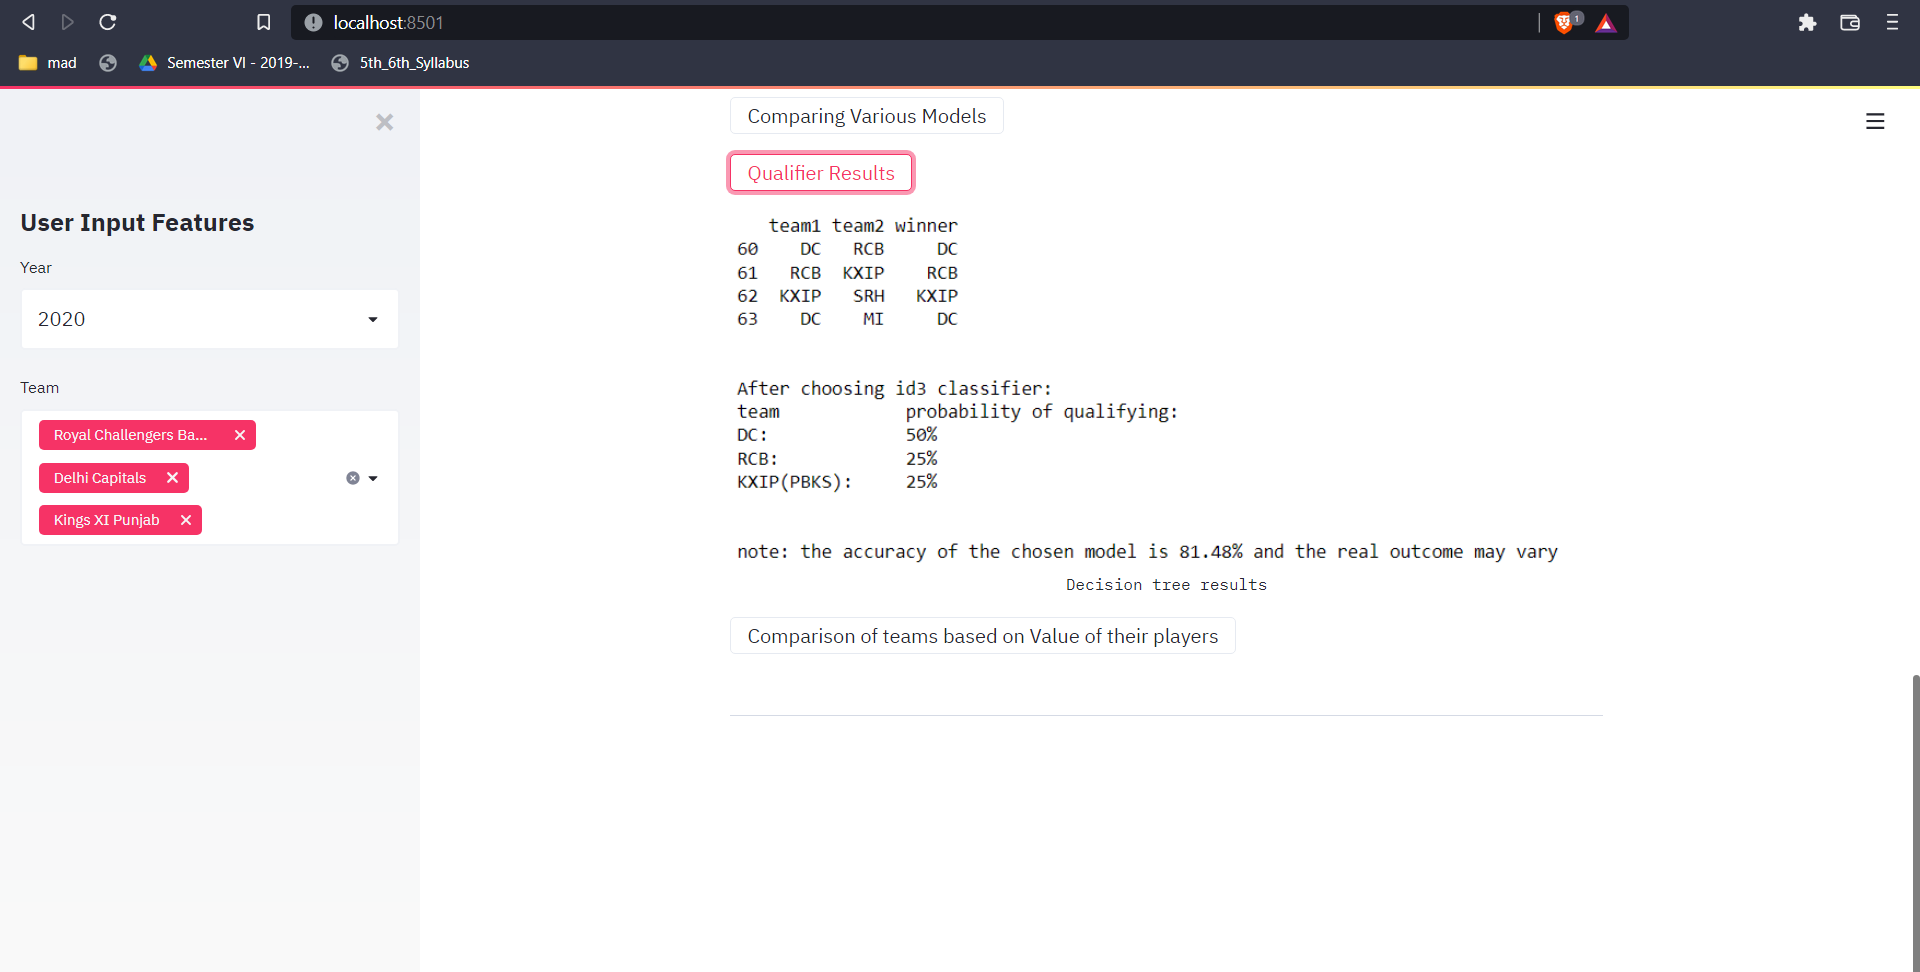 localhost:8501
1
mad
Semester VI - 2019-...
5th_6th_Syllabus
User Input Features
Year
2020
Team
Royal Challengers Ba...
Delhi Capitals
Kings XI Punjab
Comparing Various Models
Qualifier Results
team1 team2 winner
60 DC RCB DC
61 RCB KXIP RCB
62 KXIP SRH KXIP
63 DC MI DC
After choosing id3 classifier:
team probability of qualifying:
DC: 50%
RCB: 25%
KXIP(PBKS): 25%
note: the accuracy of the chosen model is 81.48% and the real outcome may vary
Decision tree results
Comparison of teams based on Value of their players